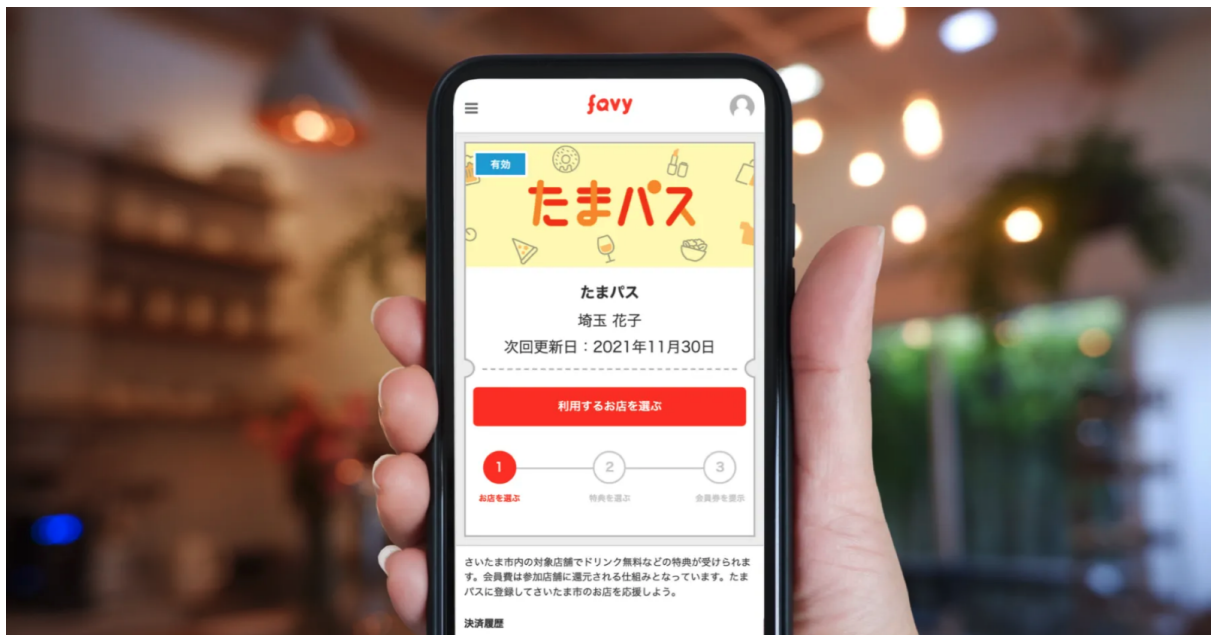 favy
有効
たまパス
たまパス
埼玉 花子
次回更新日:2021年11月30日
利用するお店を選ぶ
1
2
3
お店を選ぶ
特典を選ぶ
会員券を提示
さいたま市内の対象店舗でドリンク無料などの特典が受けられま
す。会員費は参加店舗に還元される仕組みとなっています。たま
パスに登録してさいたま市のお店を応援しよう。
決済履歴